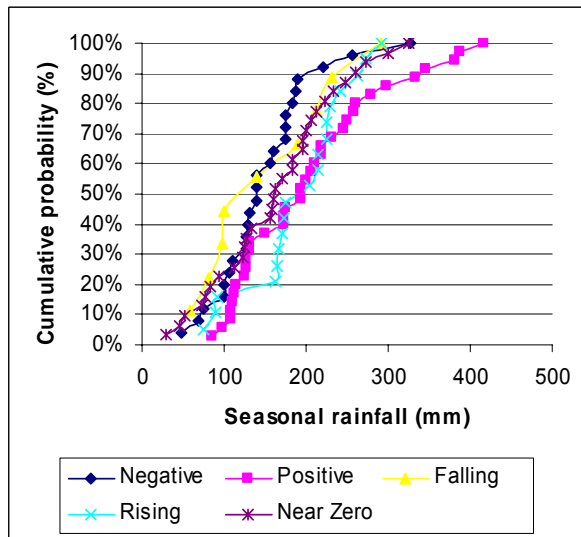 100%
90%
80%
70%
60%
50%
40%
30%
20%
10%
0%
Cumulative probability (%)
0 100 200 300 400 500
Seasonal rainfall (mm)
Negative Positive Falling
Rising Near Zero